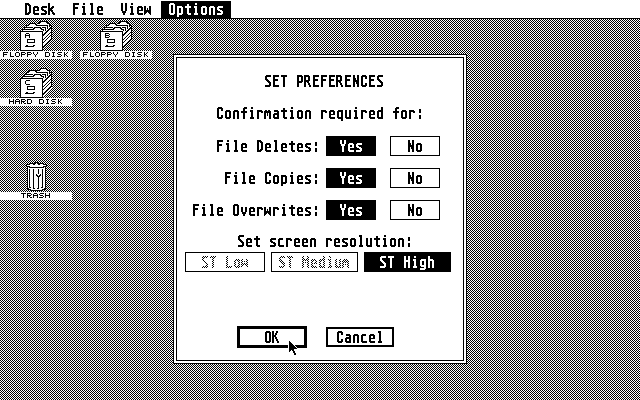 Desk File View Options
A B
FLOPPY DISK FLOPPY DISK
C
HARD DISK
TRASH
SET PREFERENCES
Confirmation required for:
File Deletes: Yes No
File Copies: Yes No
File Overwrites: Yes No
Set screen resolution:
ST Low ST Medium ST High
OK Cancel